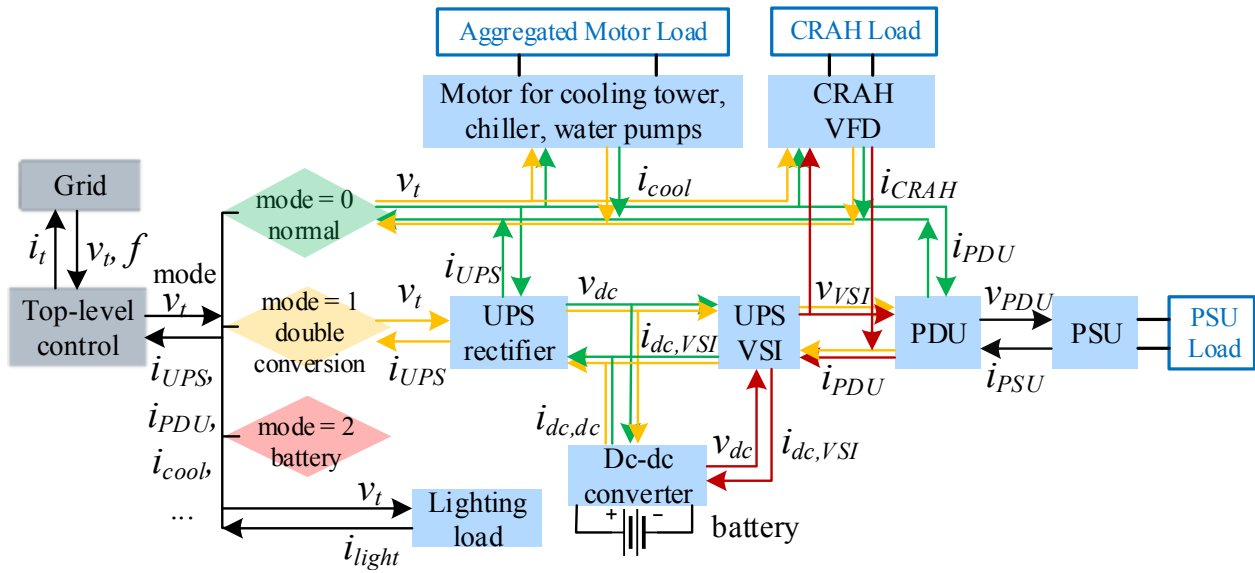 Aggregated Motor Load
CRAH Load
Motor for cooling tower,
chiller, water pumps
CRAH
VFD
Grid
i_t
v_t, f
Top-level
control
mode
v_t
i_UPS,
i_PDU,
i_cool,
...
mode = 0
normal
v_t
i_cool
i_CRAH
i_UPS
i_PDU
mode = 1
double
conversion
v_t
i_UPS
UPS
rectifier
v_dc
i_dc,VSI
UPS
VSI
v_VSI
i_PDU
PDU
v_PDU
i_PSU
PSU
PSU
Load
mode = 2
battery
i_dc,dc
v_dc
i_dc,VSI
Dc-dc
converter
+
−
battery
v_t
i_light
Lighting
load